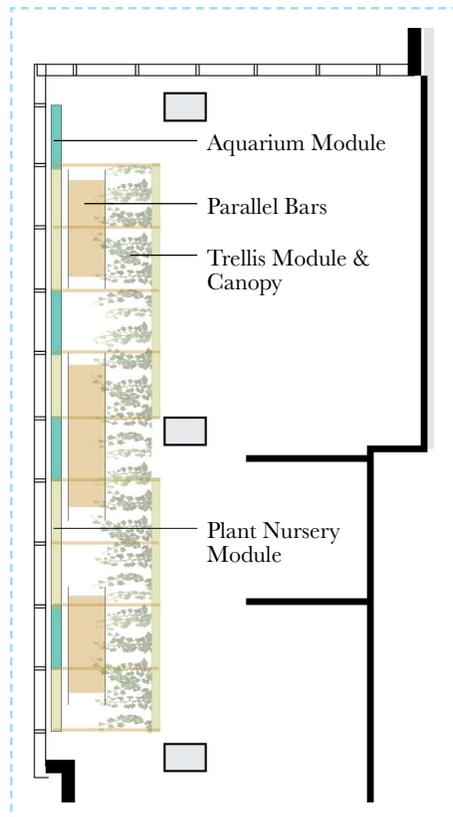 Aquarium Module
Parallel Bars
Trellis Module &
Canopy
Plant Nursery
Module